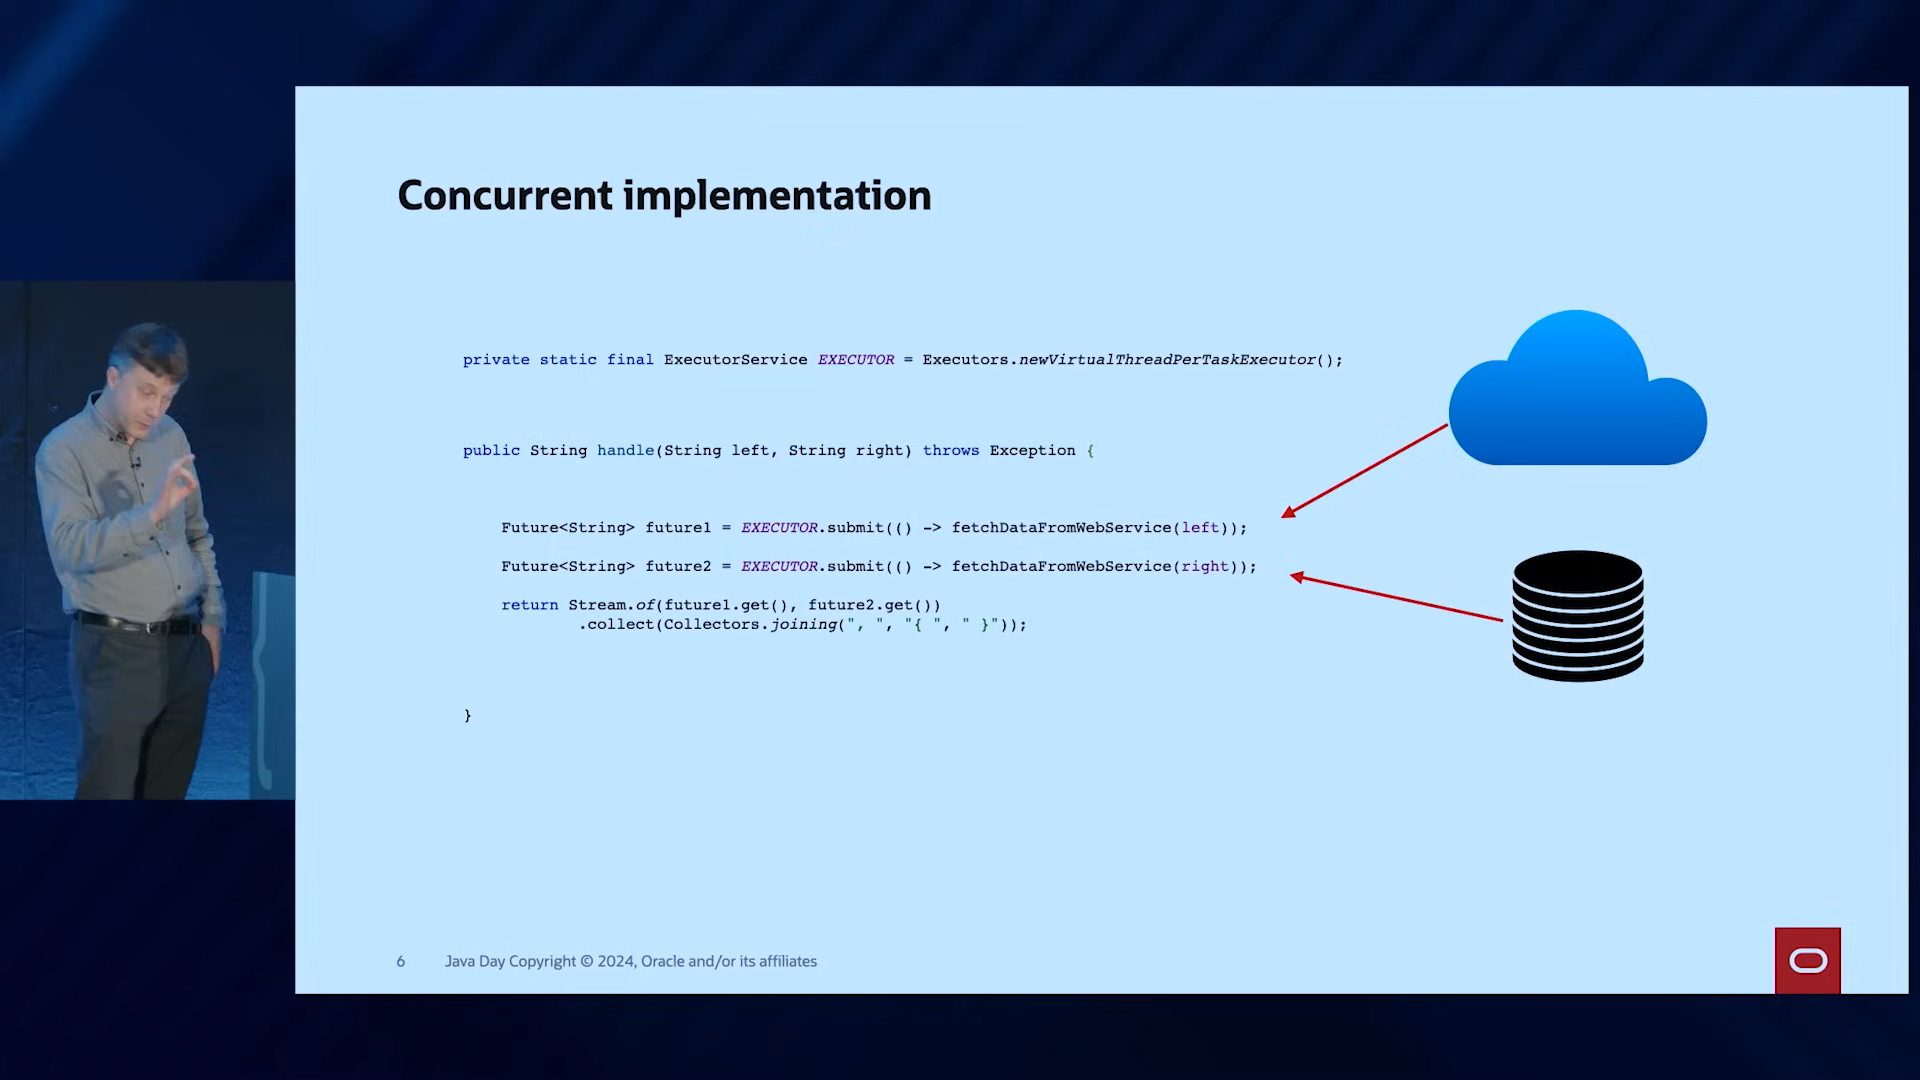 Concurrent implementation
private static final ExecutorService EXECUTOR = Executors.newVirtualThreadPerTaskExecutor();
public String handle(String left, String right) throws Exception {
Future<String> future1 = EXECUTOR.submit(() -> fetchDataFromWebService(left));
Future<String> future2 = EXECUTOR.submit(() -> fetchDataFromWebService(right));
return Stream.of(future1.get(), future2.get())
.collect(Collectors.joining(", ", "{ ", " }"));
}
6 Java Day Copyright © 2024, Oracle and/or its affiliates